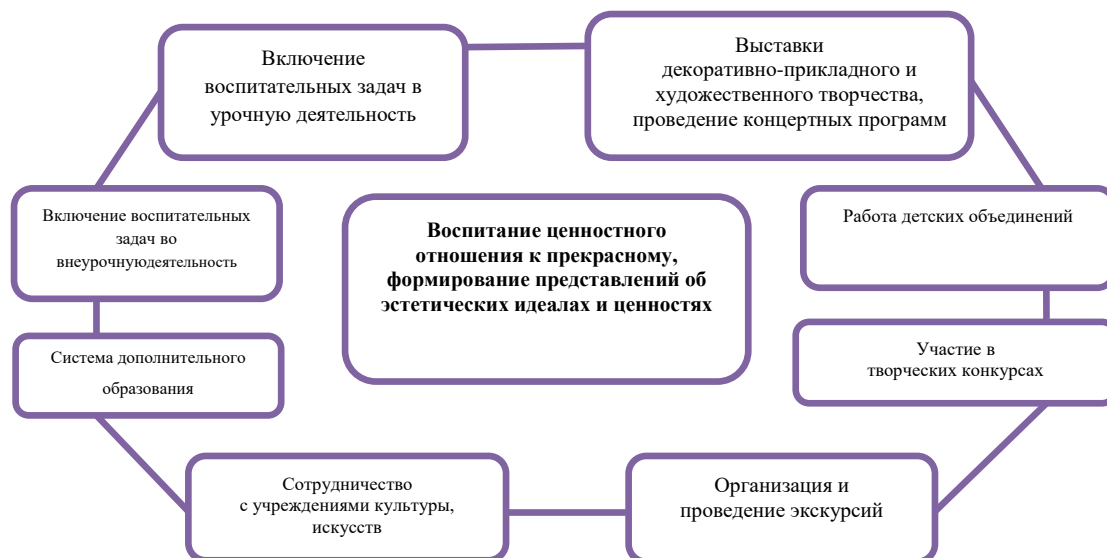 Включение
воспитательных задач в
урочную деятельность
Выставки
декоративно-прикладного и
художественного творчества,
проведение концертных программ
Включение воспитательных
задач во
внеурочнуюдеятельность
Воспитание ценностного
отношения к прекрасному,
формирование представлений об
эстетических идеалах и ценностях
Работа детских объединений
Система дополнительного
образования
Участие в
творческих конкурсах
Сотрудничество
с учреждениями культуры,
искусств
Организация и
проведение экскурсий